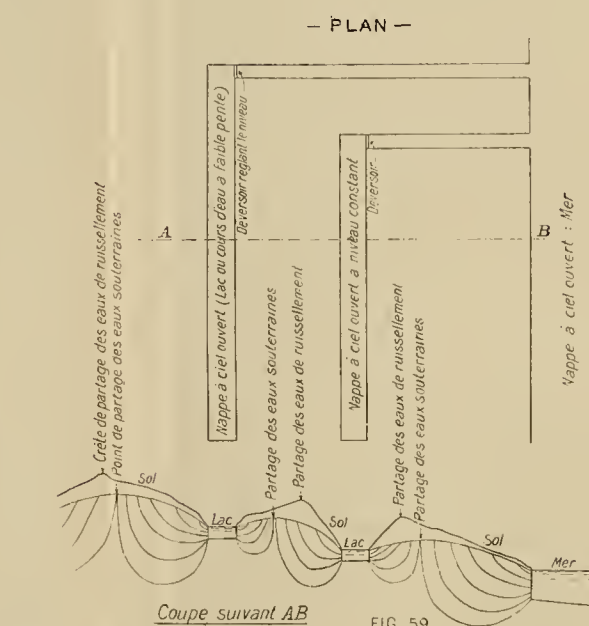 — PLAN —
Nappe à ciel ouvert (Lac ou cours d'eau a faible pente)
Deversoir reglant le niveau
Nappe à ciel ouvert a niveau constant
Deversoir
A
B
Nappe à ciel ouvert : Mer
Crête de partage des eaux de ruissellement
Point de partage des eaux souterraines
Partage des eaux souterraines
Partage des eaux de ruissellement
Partage des eaux de ruissellement
Partage des eaux souterraines
Sol
Lac
Sol
Lac
Sol
Mer
Coupe suivant AB
FIG. 59